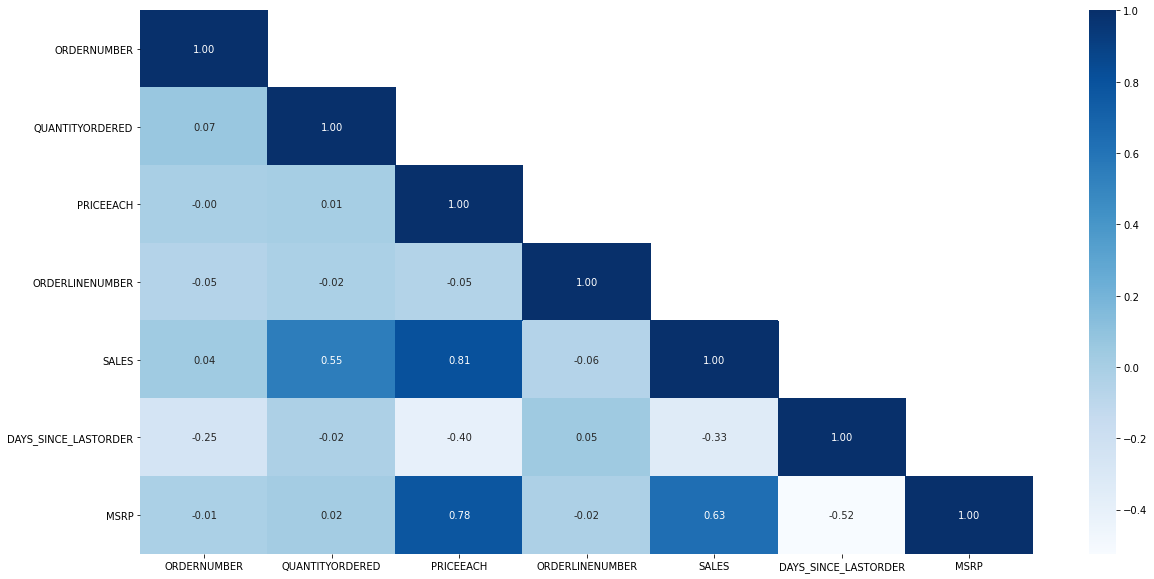 ORDERNUMBER 1.00
QUANTITYORDERED 0.07 1.00
PRICEEACH -0.00 0.01 1.00
ORDERLINENUMBER -0.05 -0.02 -0.05 1.00
SALES 0.04 0.55 0.81 -0.06 1.00
DAYS_SINCE_LASTORDER -0.25 -0.02 -0.40 0.05 -0.33 1.00
MSRP -0.01 0.02 0.78 -0.02 0.63 -0.52 1.00
ORDERNUMBER QUANTITYORDERED PRICEEACH ORDERLINENUMBER SALES DAYS_SINCE_LASTORDER MSRP
1.0
0.8
0.6
0.4
0.2
0.0
-0.2
-0.4